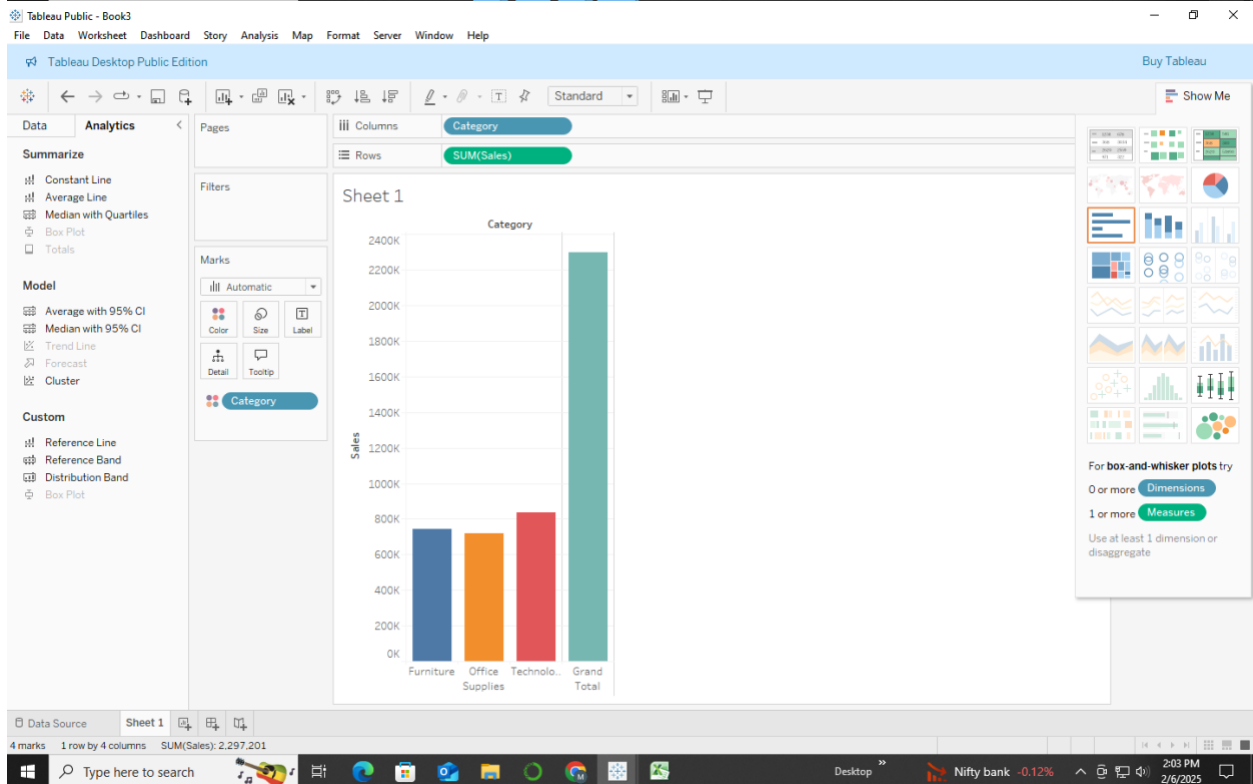 Tableau Public - Book3
File Data Worksheet Dashboard Story Analysis Map Format Server Window Help
Tableau Desktop Public Edition
Buy Tableau
Standard
Show Me
Data
Analytics
Summarize
Constant Line
Average Line
Median with Quartiles
Box Plot
Totals
Model
Average with 95% CI
Median with 95% CI
Trend Line
Forecast
Cluster
Custom
Reference Line
Reference Band
Distribution Band
Box Plot
Pages
Filters
Marks
Automatic
Color Size Label
Detail Tooltip
Category
Columns
Category
Rows
SUM(Sales)
Sheet 1
Category
Sales
2400K
2200K
2000K
1800K
1600K
1400K
1200K
1000K
800K
600K
400K
200K
0K
Furniture
Office
Supplies
Technolo..
Grand
Total
For box-and-whisker plots try
0 or more Dimensions
1 or more Measures
Use at least 1 dimension or
disaggregate
Data Source
Sheet 1
4 marks 1 row by 4 columns SUM(Sales): 2,297,201
Type here to search
Desktop
Nifty bank -0.12%
2:03 PM
2/6/2025